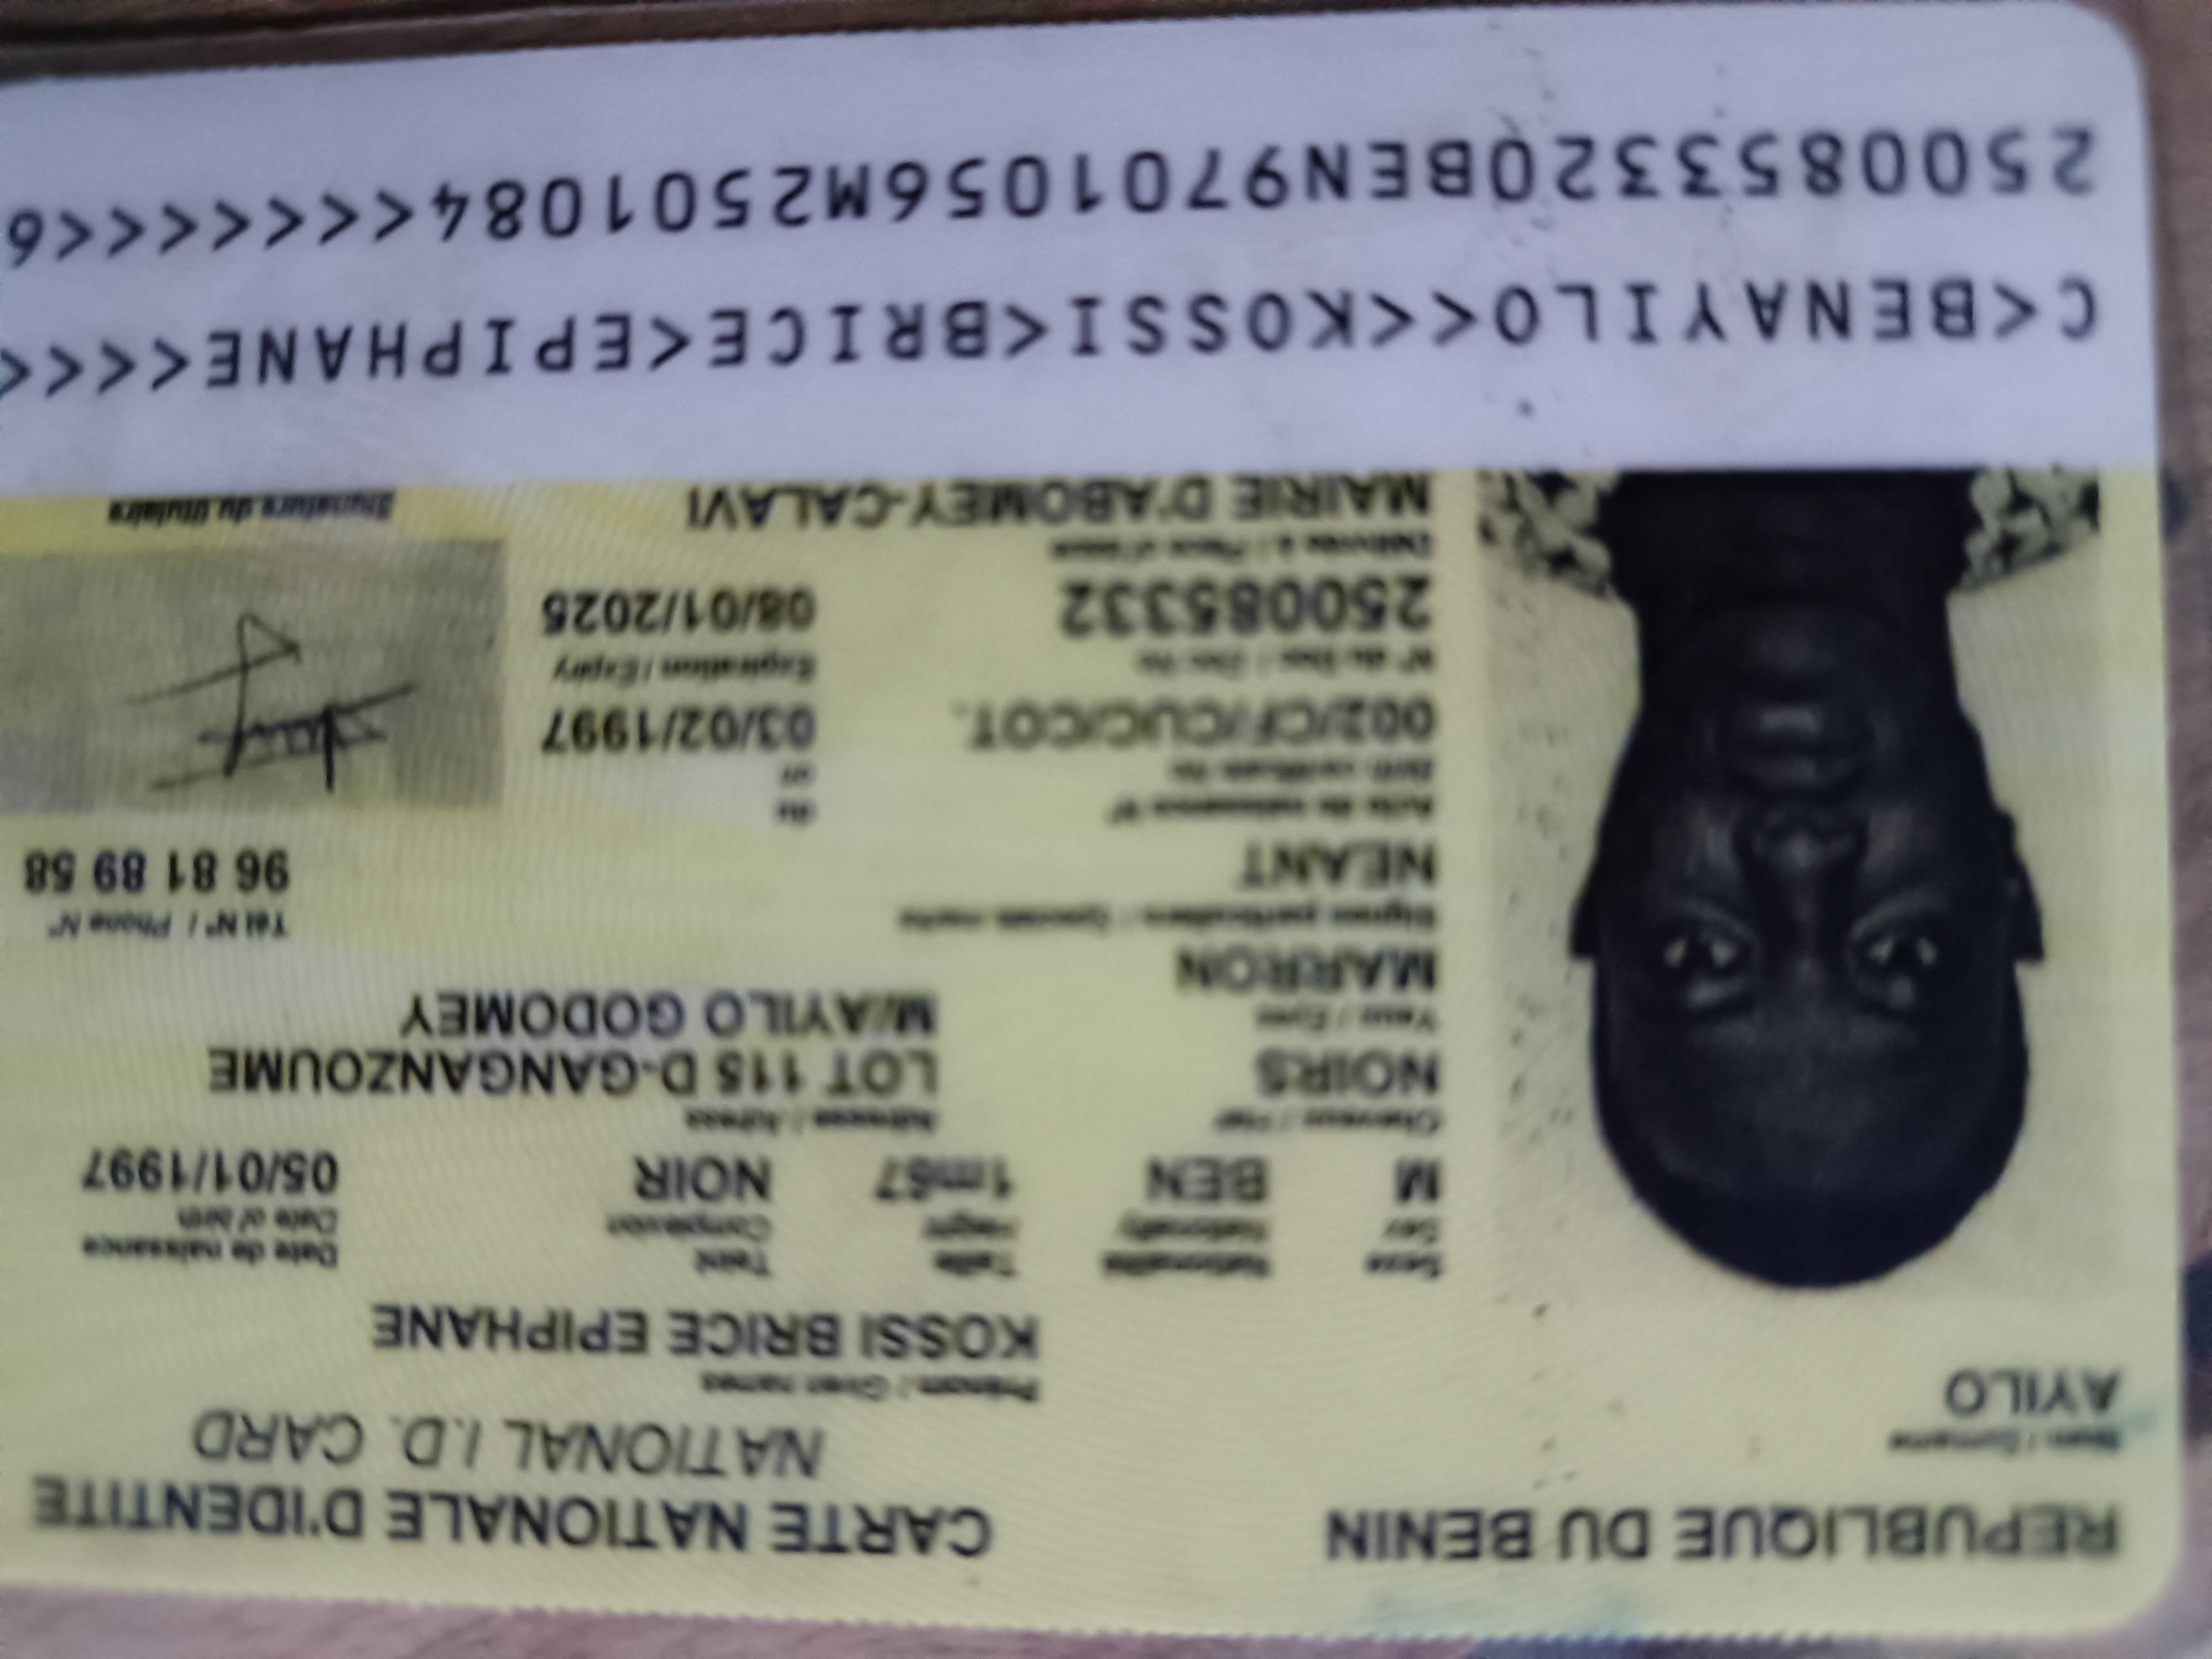 REPUBLIQUE DU BENIN
CARTE NATIONALE D'IDENTITE
NATIONAL I.D. CARD
Nom / Surname
AYILO
Prénom / Given names
KOSSI BRICE EPIPHANE
Sexe Nationalité Taille Teint Date de naissance
Sex Nationality Height Complexion Date of birth
M BEN 1m67 NOIR 05/01/1997
Cheveux / Hair Adresse / Adress
NOIRS LOT 115 D-GANGANZOUME
Yeux / Eyes M/AYILO GODOMEY
MARRON
Signes particuliers / Tél N° / Phone N°
NEANT 96 81 89 58
Acte de naissance N° du
Birth certificate No of
002/CF/CUC/COT. 03/02/1997
N° du Doc / Doc No Expiration / Expiry
250085332 08/01/2025
Délivrée à / Place of issue
MAIRIE D'ABOMEY-CALAVI Signature du titulaire
C<BENAYILO<<KOSSI<BRICE<EPIPHANE<<<<
2500853320BEN9701056M2501084<<<<<<<6